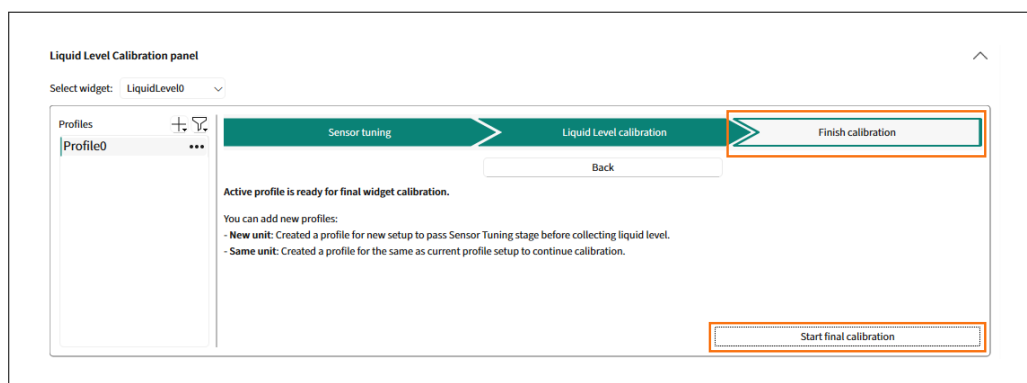 Liquid Level Calibration panel
Select widget: LiquidLevel0
Profiles
Profile0
Sensor tuning
Liquid Level calibration
Finish calibration
Back
Active profile is ready for final widget calibration.
You can add new profiles:
- New unit: Created a profile for new setup to pass Sensor Tuning stage before collecting liquid level.
- Same unit: Created a profile for the same as current profile setup to continue calibration.
Start final calibration